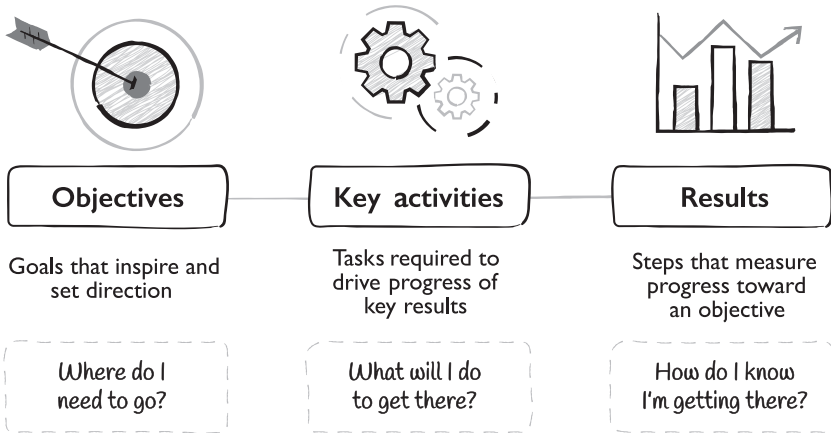 Objectives
Key activities
Results
Goals that inspire and
set direction
Tasks required to
drive progress of
key results
Steps that measure
progress toward
an objective
Where do I
need to go?
What will I do
to get there?
How do I know
I'm getting there?